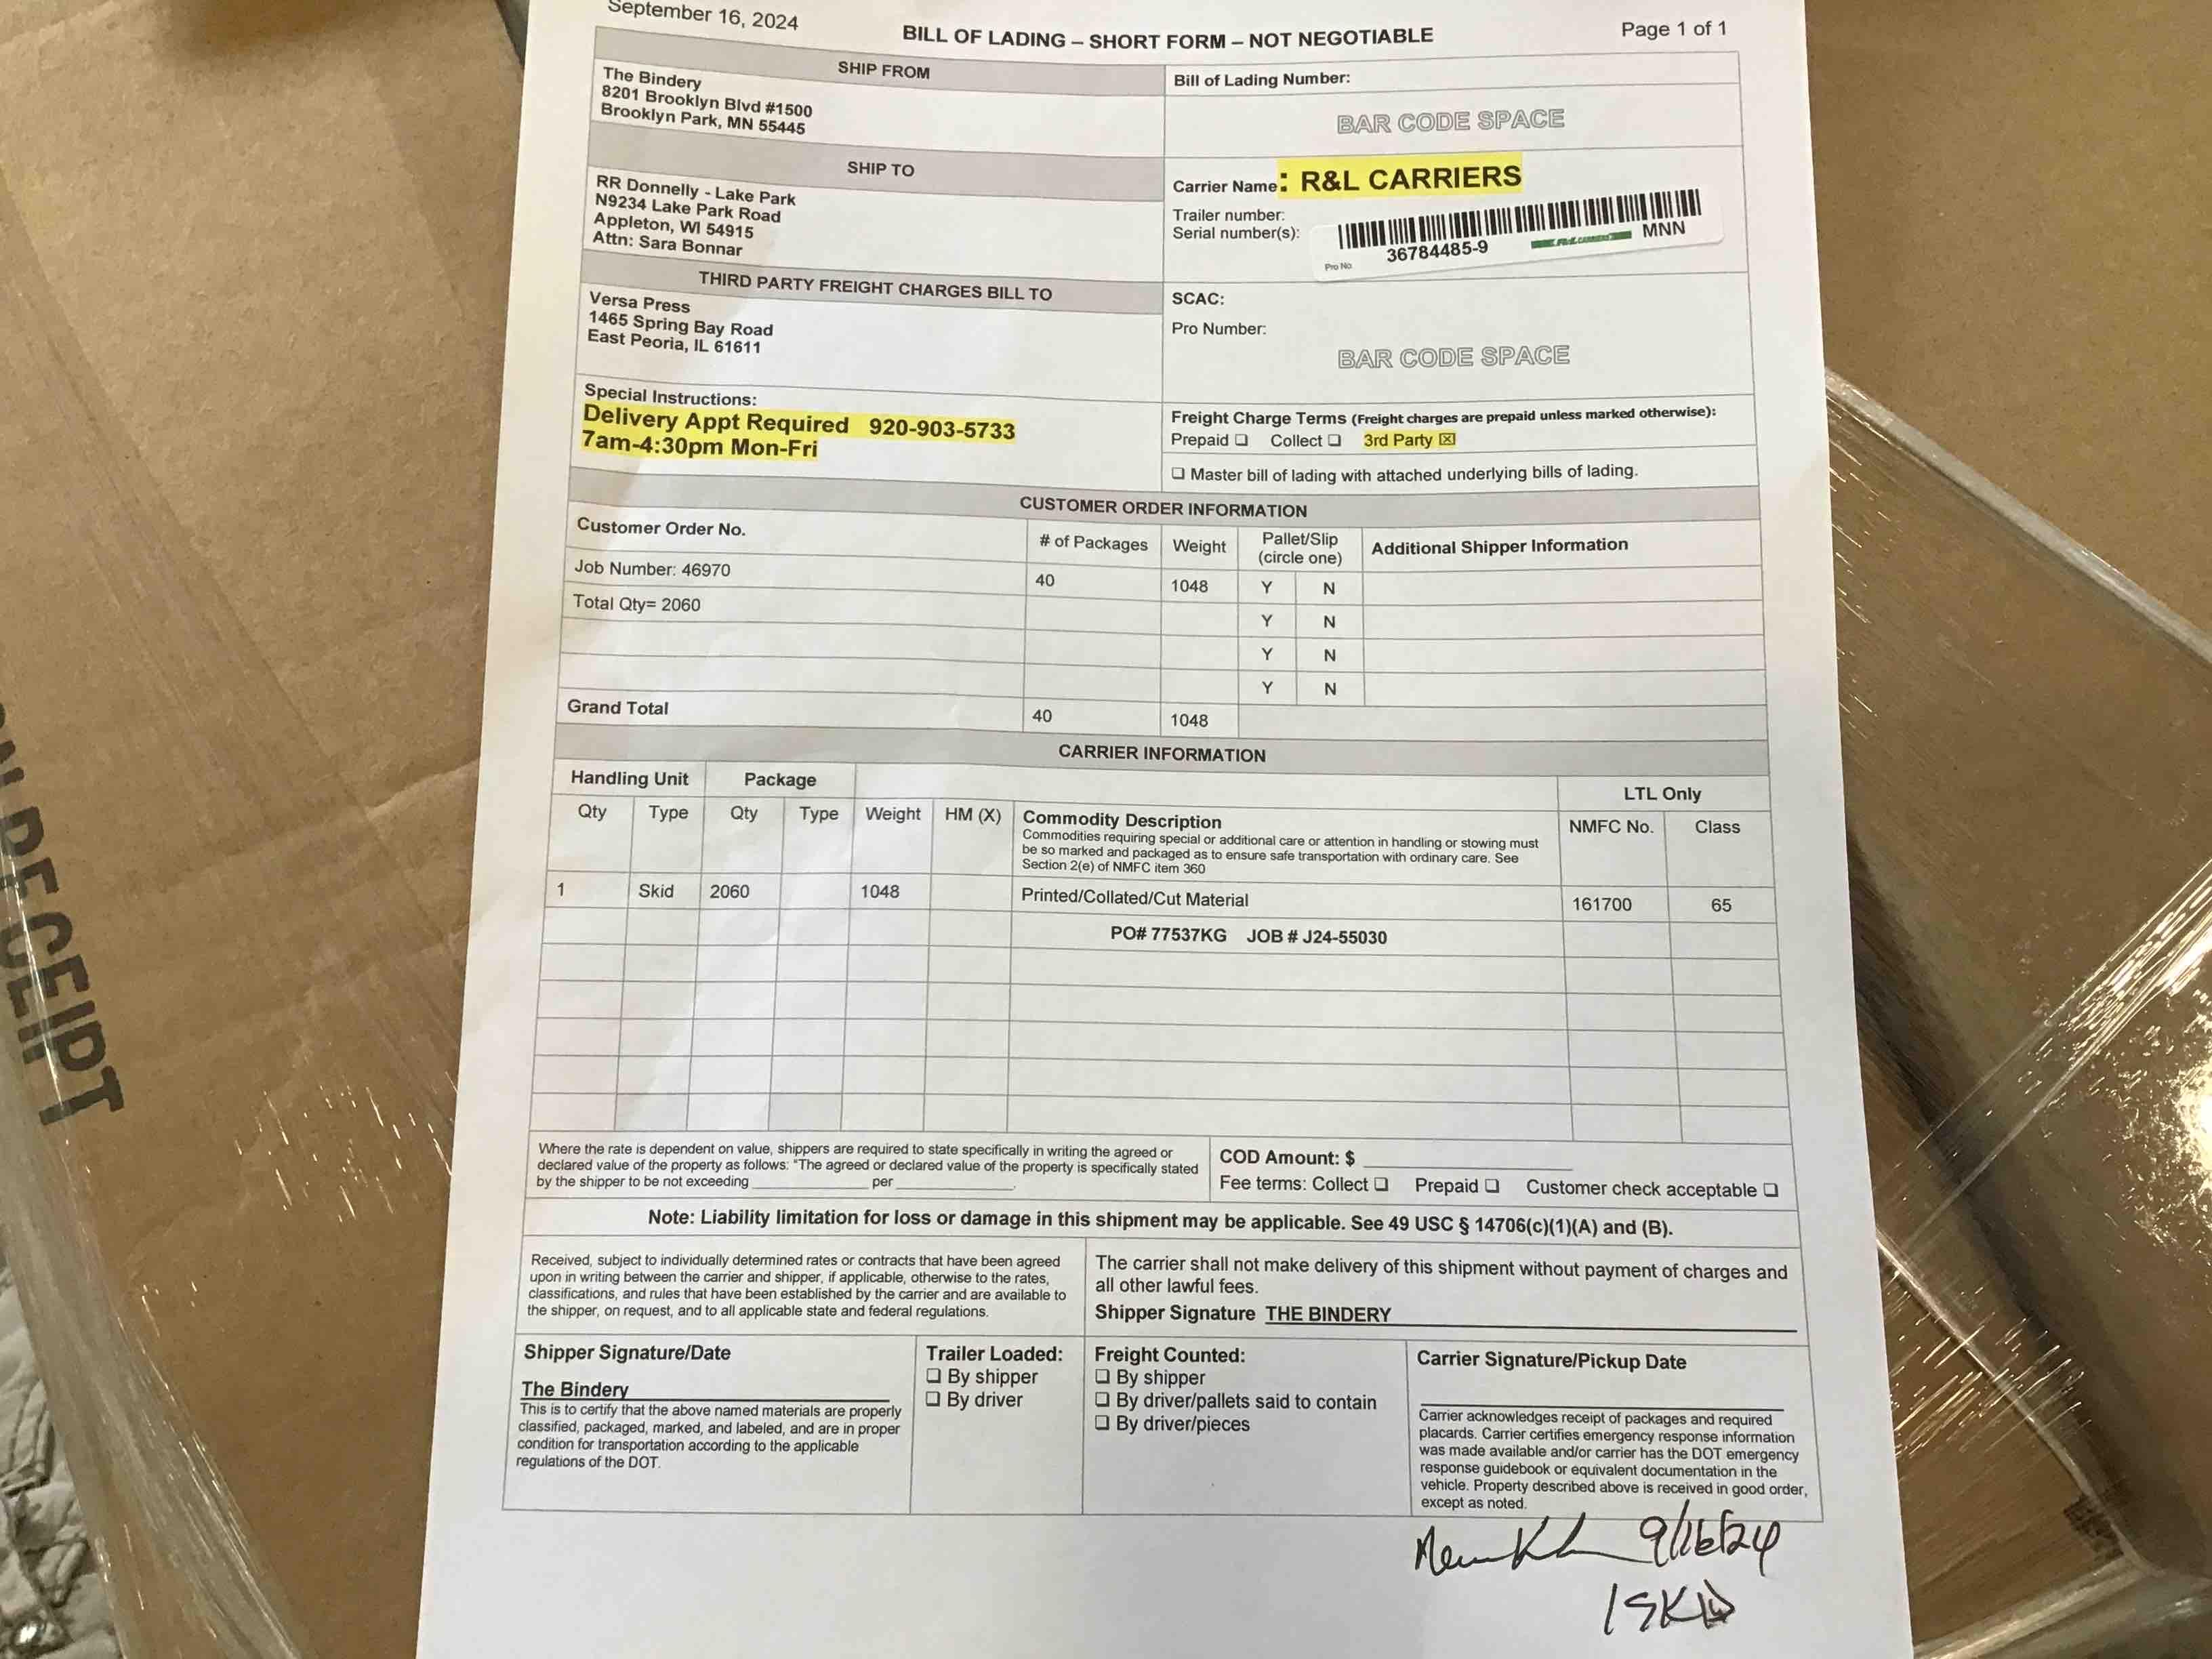 September 16, 2024
BILL OF LADING – SHORT FORM – NOT NEGOTIABLE
Page 1 of 1
SHIP FROM
The Bindery
8201 Brooklyn Blvd #1500
Brooklyn Park, MN 55445
Bill of Lading Number:
BAR CODE SPACE
SHIP TO
RR Donnelly - Lake Park
N9234 Lake Park Road
Appleton, WI 54915
Attn: Sara Bonnar
Carrier Name: R&L CARRIERS
Trailer number:
Serial number(s):
Pro No. 36784485-9 R&L CARRIERS MNN
THIRD PARTY FREIGHT CHARGES BILL TO
Versa Press
1465 Spring Bay Road
East Peoria, IL 61611
SCAC:
Pro Number:
BAR CODE SPACE
Special Instructions:
Delivery Appt Required 920-903-5733
7am-4:30pm Mon-Fri
Freight Charge Terms (Freight charges are prepaid unless marked otherwise):
Prepaid ❑ Collect ❑ 3rd Party ☒
❑ Master bill of lading with attached underlying bills of lading.
CUSTOMER ORDER INFORMATION
Customer Order No. # of Packages Weight Pallet/Slip (circle one) Additional Shipper Information
Job Number: 46970 40 1048 Y N
Total Qty= 2060 Y N
Y N
Y N
Grand Total 40 1048
CARRIER INFORMATION
Handling Unit Package LTL Only
Qty Type Qty Type Weight HM (X) Commodity Description NMFC No. Class
Commodities requiring special or additional care or attention in handling or stowing must
be so marked and packaged as to ensure safe transportation with ordinary care. See
Section 2(e) of NMFC item 360
1 Skid 2060 1048 Printed/Collated/Cut Material 161700 65
PO# 77537KG JOB # J24-55030
Where the rate is dependent on value, shippers are required to state specifically in writing the agreed or
declared value of the property as follows: "The agreed or declared value of the property is specifically stated
by the shipper to be not exceeding ____________ per ____________.
COD Amount: $
Fee terms: Collect ❑ Prepaid ❑ Customer check acceptable ❑
Note: Liability limitation for loss or damage in this shipment may be applicable. See 49 USC § 14706(c)(1)(A) and (B).
Received, subject to individually determined rates or contracts that have been agreed
upon in writing between the carrier and shipper, if applicable, otherwise to the rates,
classifications, and rules that have been established by the carrier and are available to
the shipper, on request, and to all applicable state and federal regulations.
The carrier shall not make delivery of this shipment without payment of charges and
all other lawful fees.
Shipper Signature THE BINDERY
Shipper Signature/Date
The Bindery
This is to certify that the above named materials are properly
classified, packaged, marked, and labeled, and are in proper
condition for transportation according to the applicable
regulations of the DOT.
Trailer Loaded:
❑ By shipper
❑ By driver
Freight Counted:
❑ By shipper
❑ By driver/pallets said to contain
❑ By driver/pieces
Carrier Signature/Pickup Date
Carrier acknowledges receipt of packages and required
placards. Carrier certifies emergency response information
was made available and/or carrier has the DOT emergency
response guidebook or equivalent documentation in the
vehicle. Property described above is received in good order,
except as noted.
9/16/24
1 SKID
RECEIPT